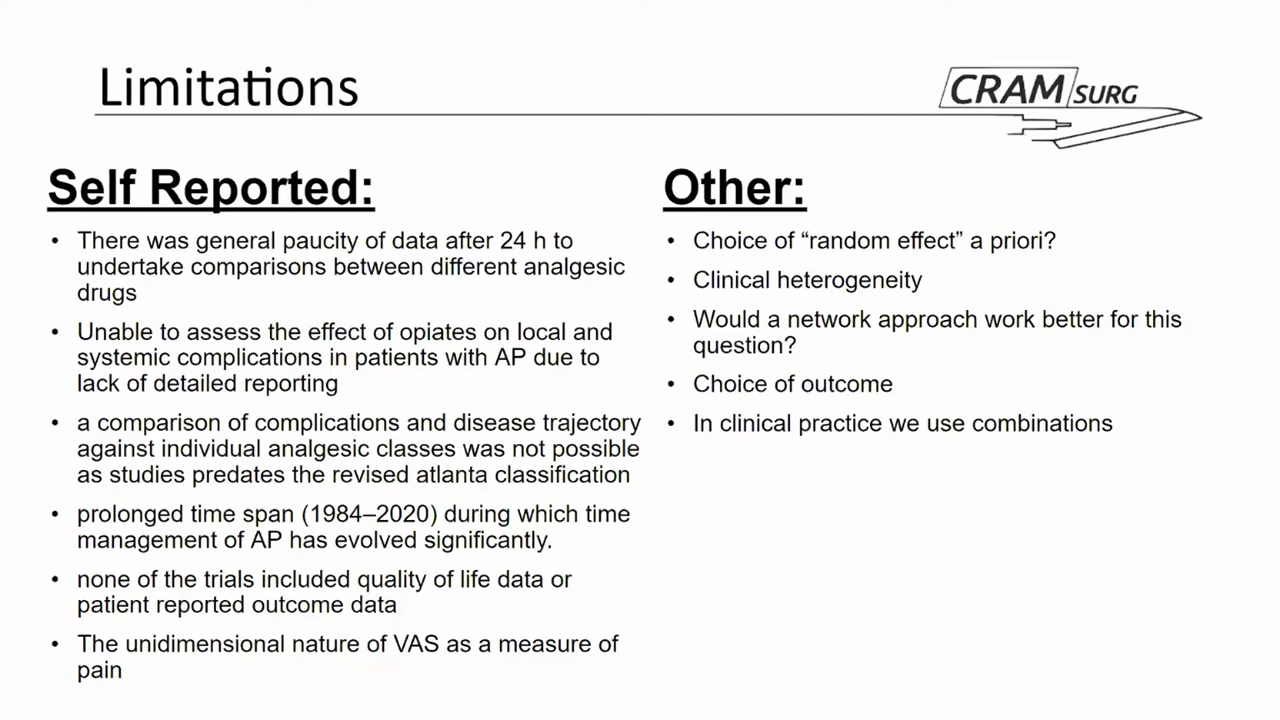 Limitations
CRAM SURG
Self Reported:
• There was general paucity of data after 24 h to
undertake comparisons between different analgesic
drugs
• Unable to assess the effect of opiates on local and
systemic complications in patients with AP due to
lack of detailed reporting
• a comparison of complications and disease trajectory
against individual analgesic classes was not possible
as studies predates the revised atlanta classification
• prolonged time span (1984–2020) during which time
management of AP has evolved significantly.
• none of the trials included quality of life data or
patient reported outcome data
• The unidimensional nature of VAS as a measure of
pain
Other:
• Choice of “random effect” a priori?
• Clinical heterogeneity
• Would a network approach work better for this
question?
• Choice of outcome
• In clinical practice we use combinations